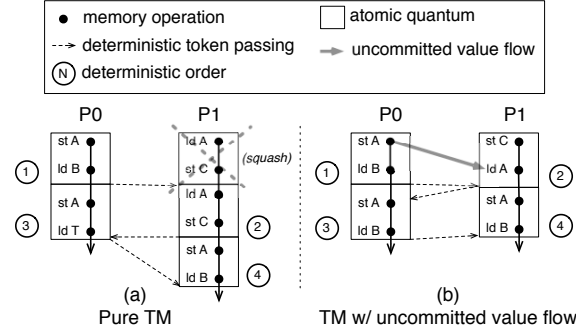 memory operation
atomic quantum
deterministic token passing
uncommitted value flow
N deterministic order
P0
P1
st A
ld B
1
st A
ld T
3
ld A
st C
(squash)
ld A
st C
2
st A
ld B
4
(a)
Pure TM
P0
P1
st A
ld B
1
st A
ld B
3
st C
ld A
2
st A
ld B
4
(b)
TM w/ uncommitted value flow